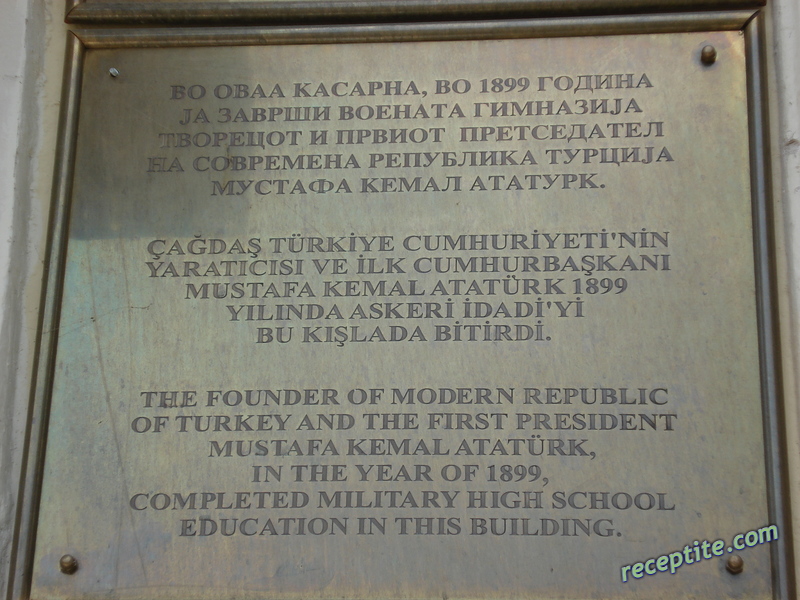 ВО ОВАА КАСАРНА, ВО 1899 ГОДИНА
ЈА ЗАВРШИ ВОЕНАТА ГИМНАЗИЈА
ТВОРЕЦОТ И ПРВИОТ ПРЕТСЕДАТЕЛ
НА СОВРЕМЕНА РЕПУБЛИКА ТУРЦИЈА
МУСТАФА КЕМАЛ АТАТУРК.
ÇAĞDAŞ TÜRKİYE CUMHURİYETİ'NİN
YARATICISI VE İLK CUMHURBAŞKANI
MUSTAFA KEMAL ATATÜRK 1899
YILINDA ASKERİ İDADİ'Yİ
BU KIŞLADA BİTİRDİ.
THE FOUNDER OF MODERN REPUBLIC
OF TURKEY AND THE FIRST PRESIDENT
MUSTAFA KEMAL ATATÜRK,
IN THE YEAR OF 1899,
COMPLETED MILITARY HIGH SCHOOL
EDUCATION IN THIS BUILDING.
receptite.com